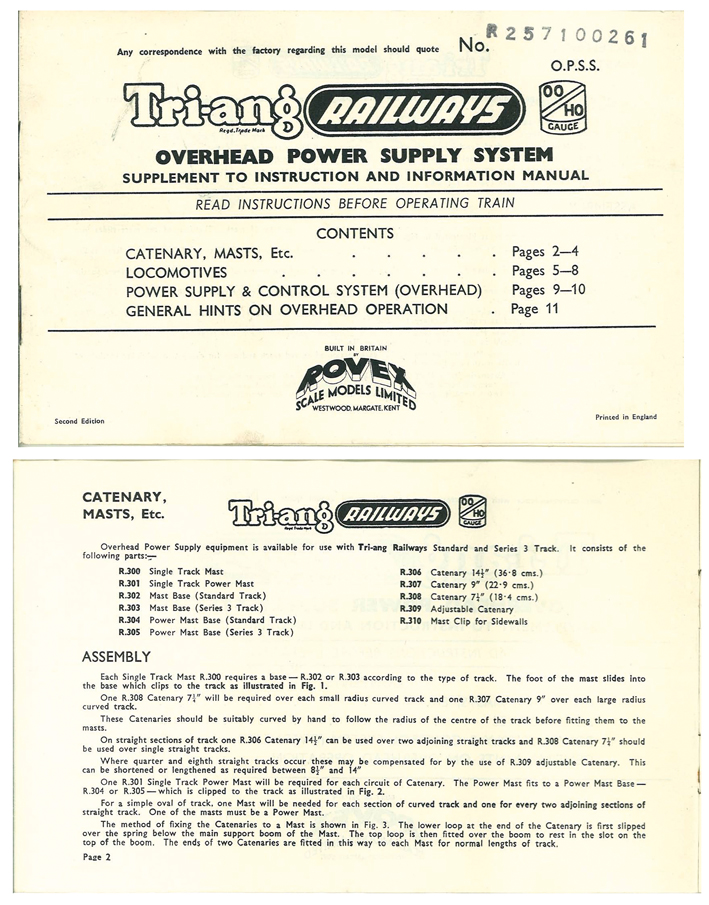 Any correspondence with the factory regarding this model should quote No. R257100261
O.P.S.S.
Tri-ang RAILWAYS
Regd. Trade Mark
OO/HO GAUGE
OVERHEAD POWER SUPPLY SYSTEM
SUPPLEMENT TO INSTRUCTION AND INFORMATION MANUAL
READ INSTRUCTIONS BEFORE OPERATING TRAIN
CONTENTS
CATENARY, MASTS, Etc. . . . . . Pages 2—4
LOCOMOTIVES . . . . . . . Pages 5—8
POWER SUPPLY & CONTROL SYSTEM (OVERHEAD) Pages 9—10
GENERAL HINTS ON OVERHEAD OPERATION . Page 11
BUILT IN BRITAIN
BY
ROVEX
SCALE MODELS LIMITED
WESTWOOD, MARGATE, KENT
Second Edition
Printed in England
CATENARY,
MASTS, Etc.
Tri-ang RAILWAYS
Regd. Trade Mark
OO/HO GAUGE
Overhead Power Supply equipment is available for use with Tri-ang Railways Standard and Series 3 Track. It consists of the
following parts:—
R.300 Single Track Mast
R.301 Single Track Power Mast
R.302 Mast Base (Standard Track)
R.303 Mast Base (Series 3 Track)
R.304 Power Mast Base (Standard Track)
R.305 Power Mast Base (Series 3 Track)
R.306 Catenary 14½" (36·8 cms.)
R.307 Catenary 9" (22·9 cms.)
R.308 Catenary 7¼" (18·4 cms.)
R.309 Adjustable Catenary
R.310 Mast Clip for Sidewalls
ASSEMBLY
Each Single Track Mast R.300 requires a base — R.302 or R.303 according to the type of track. The foot of the mast slides into
the base which clips to the track as illustrated in Fig. 1.
One R.308 Catenary 7¼" will be required over each small radius curved track and one R.307 Catenary 9" over each large radius
curved track.
These Catenaries should be suitably curved by hand to follow the radius of the centre of the track before fitting them to the
masts.
On straight sections of track one R.306 Catenary 14½" can be used over two adjoining straight tracks and R.308 Catenary 7¼" should
be used over single straight tracks.
Where quarter and eighth straight tracks occur these may be compensated for by the use of R.309 adjustable Catenary. This
can be shortened or lengthened as required between 8½" and 14"
One R.301 Single Track Power Mast will be required for each circuit of Catenary. The Power Mast fits to a Power Mast Base —
R.304 or R.305 — which is clipped to the track as illustrated in Fig. 2.
For a simple oval of track, one Mast will be needed for each section of curved track and one for every two adjoining sections of
straight track. One of the masts must be a Power Mast.
The method of fixing the Catenaries to a Mast is shown in Fig. 3. The lower loop at the end of the Catenary is first slipped
over the spring below the main support boom of the Mast. The top loop is then fitted over the boom to rest in the slot on the
top of the boom. The ends of two Catenaries are fitted in this way to each Mast for normal lengths of track.
Page 2